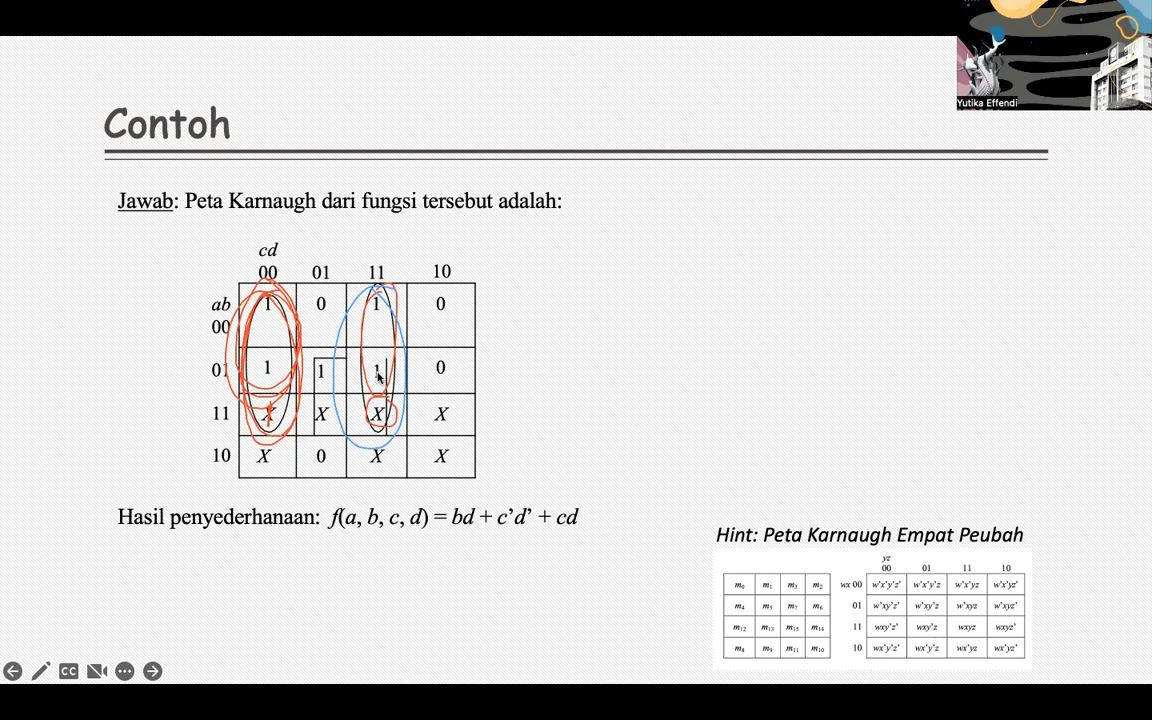 Yutika Effendi
Contoh
Jawab: Peta Karnaugh dari fungsi tersebut adalah:
cd
00 01 11 10
ab
00 1 0 1 0
01 1 1 1 0
11 X X X X
10 X 0 X X
Hasil penyederhanaan: f(a, b, c, d) = bd + c’d’ + cd
Hint: Peta Karnaugh Empat Peubah
yz
00 01 11 10
m0 m1 m3 m2 wx 00 w’x’y’z’ w’x’y’z w’x’yz w’x’yz’
m4 m5 m7 m6 01 w’xy’z’ w’xy’z w’xyz w’xyz’
m12 m13 m15 m14 11 wxy’z’ wxy’z wxyz wxyz’
m8 m9 m11 m10 10 wx’y’z’ wx’y’z wx’yz wx’yz’
CC